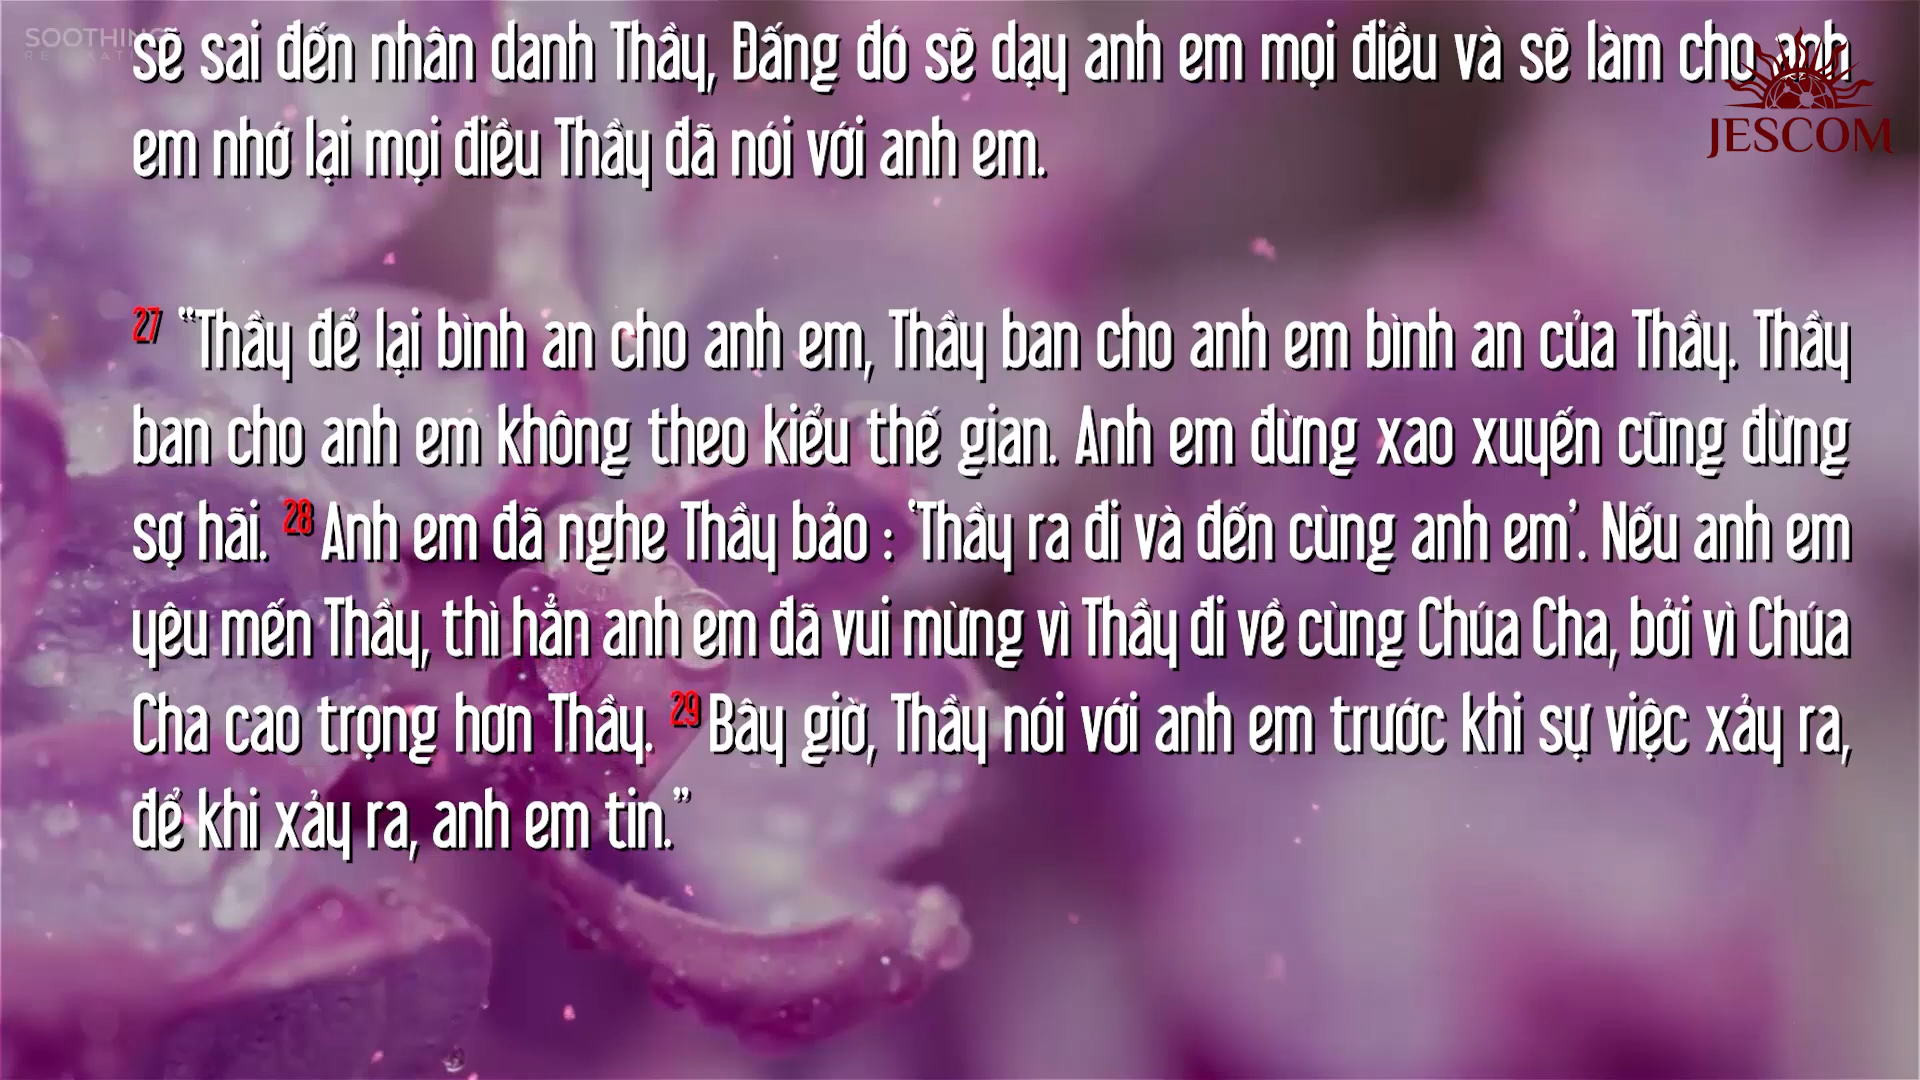 SOOTHING
RELAXATION
sẽ sai đến nhân danh Thầy, Đấng đó sẽ dạy anh em mọi điều và sẽ làm cho anh
em nhớ lại mọi điều Thầy đã nói với anh em.
JESCOM
27 “Thầy để lại bình an cho anh em, Thầy ban cho anh em bình an của Thầy. Thầy
ban cho anh em không theo kiểu thế gian. Anh em đừng xao xuyến cũng đừng
sợ hãi. 28 Anh em đã nghe Thầy bảo : ‘Thầy ra đi và đến cùng anh em’. Nếu anh em
yêu mến Thầy, thì hẳn anh em đã vui mừng vì Thầy đi về cùng Chúa Cha, bởi vì Chúa
Cha cao trọng hơn Thầy. 29 Bây giờ, Thầy nói với anh em trước khi sự việc xảy ra,
để khi xảy ra, anh em tin.”